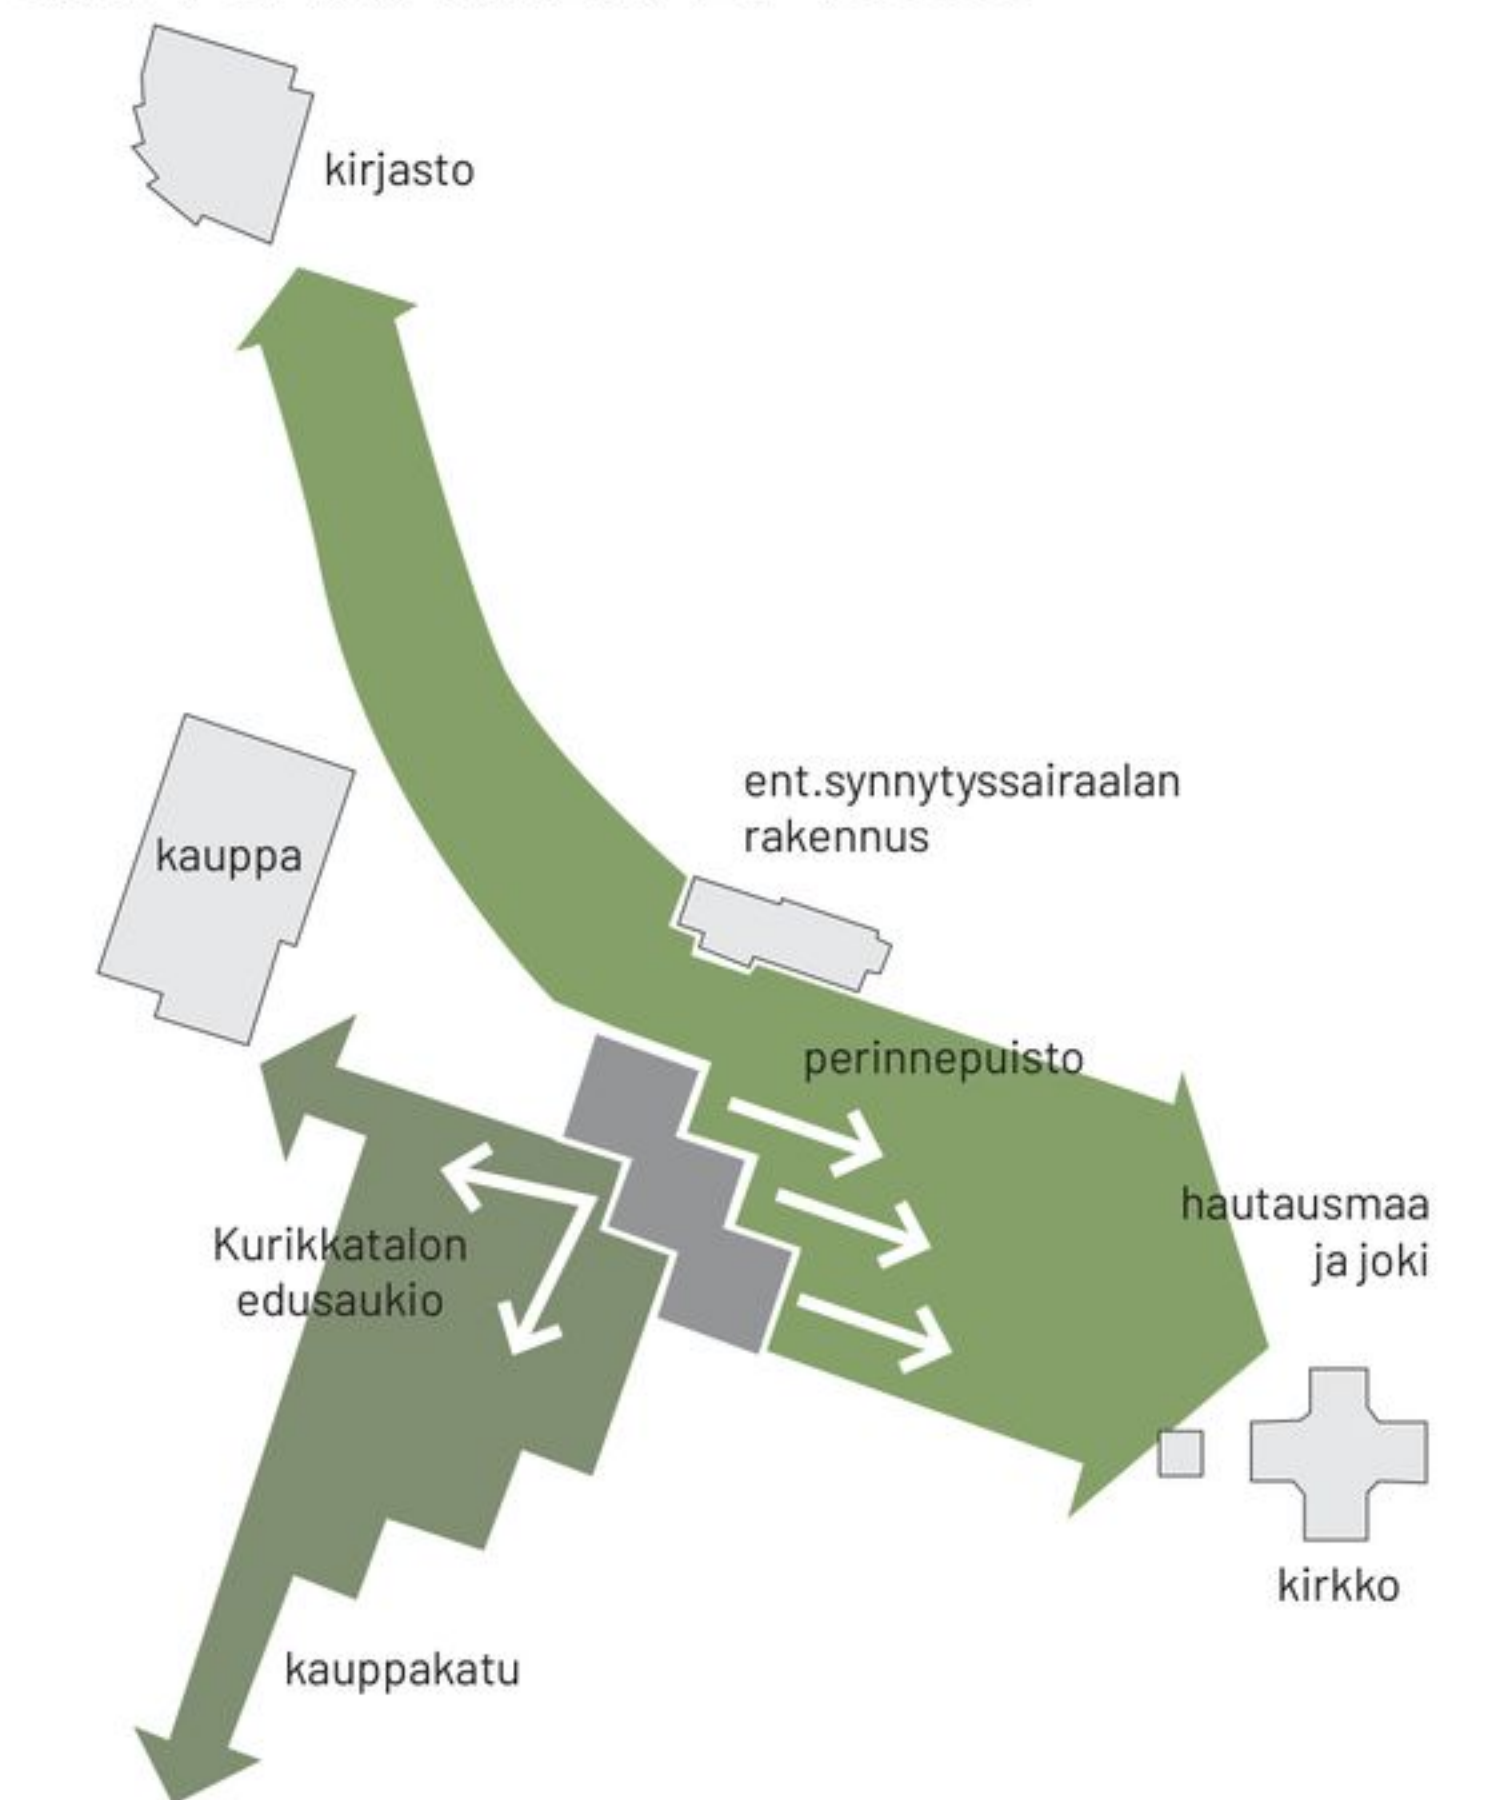 kirjasto
ent.synnytyssairaalan
rakennus
kauppa
perinnepuisto
hautausmaa
ja joki
Kurikkatalon
edusaukio
kirkko
kauppakatu